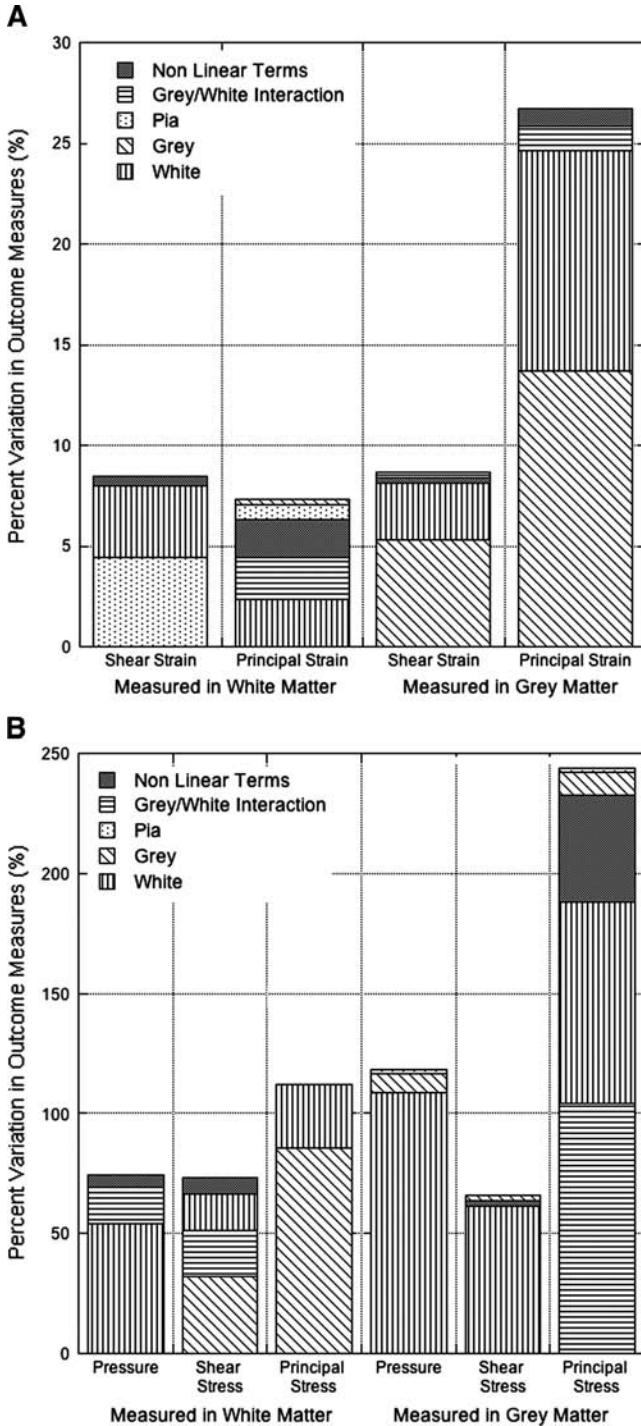 A
Percent Variation in Outcome Measures (%)
30
25
20
15
10
5
0
Non Linear Terms
Grey/White Interaction
Pia
Grey
White
Shear Strain Principal Strain Shear Strain Principal Strain
Measured in White Matter Measured in Grey Matter
B
Percent Variation in Outcome Measures (%)
250
200
150
100
50
0
Non Linear Terms
Grey/White Interaction
Pia
Grey
White
Pressure Shear Principal Pressure Shear Principal
Stress Stress Stress Stress
Measured in White Matter Measured in Grey Matter